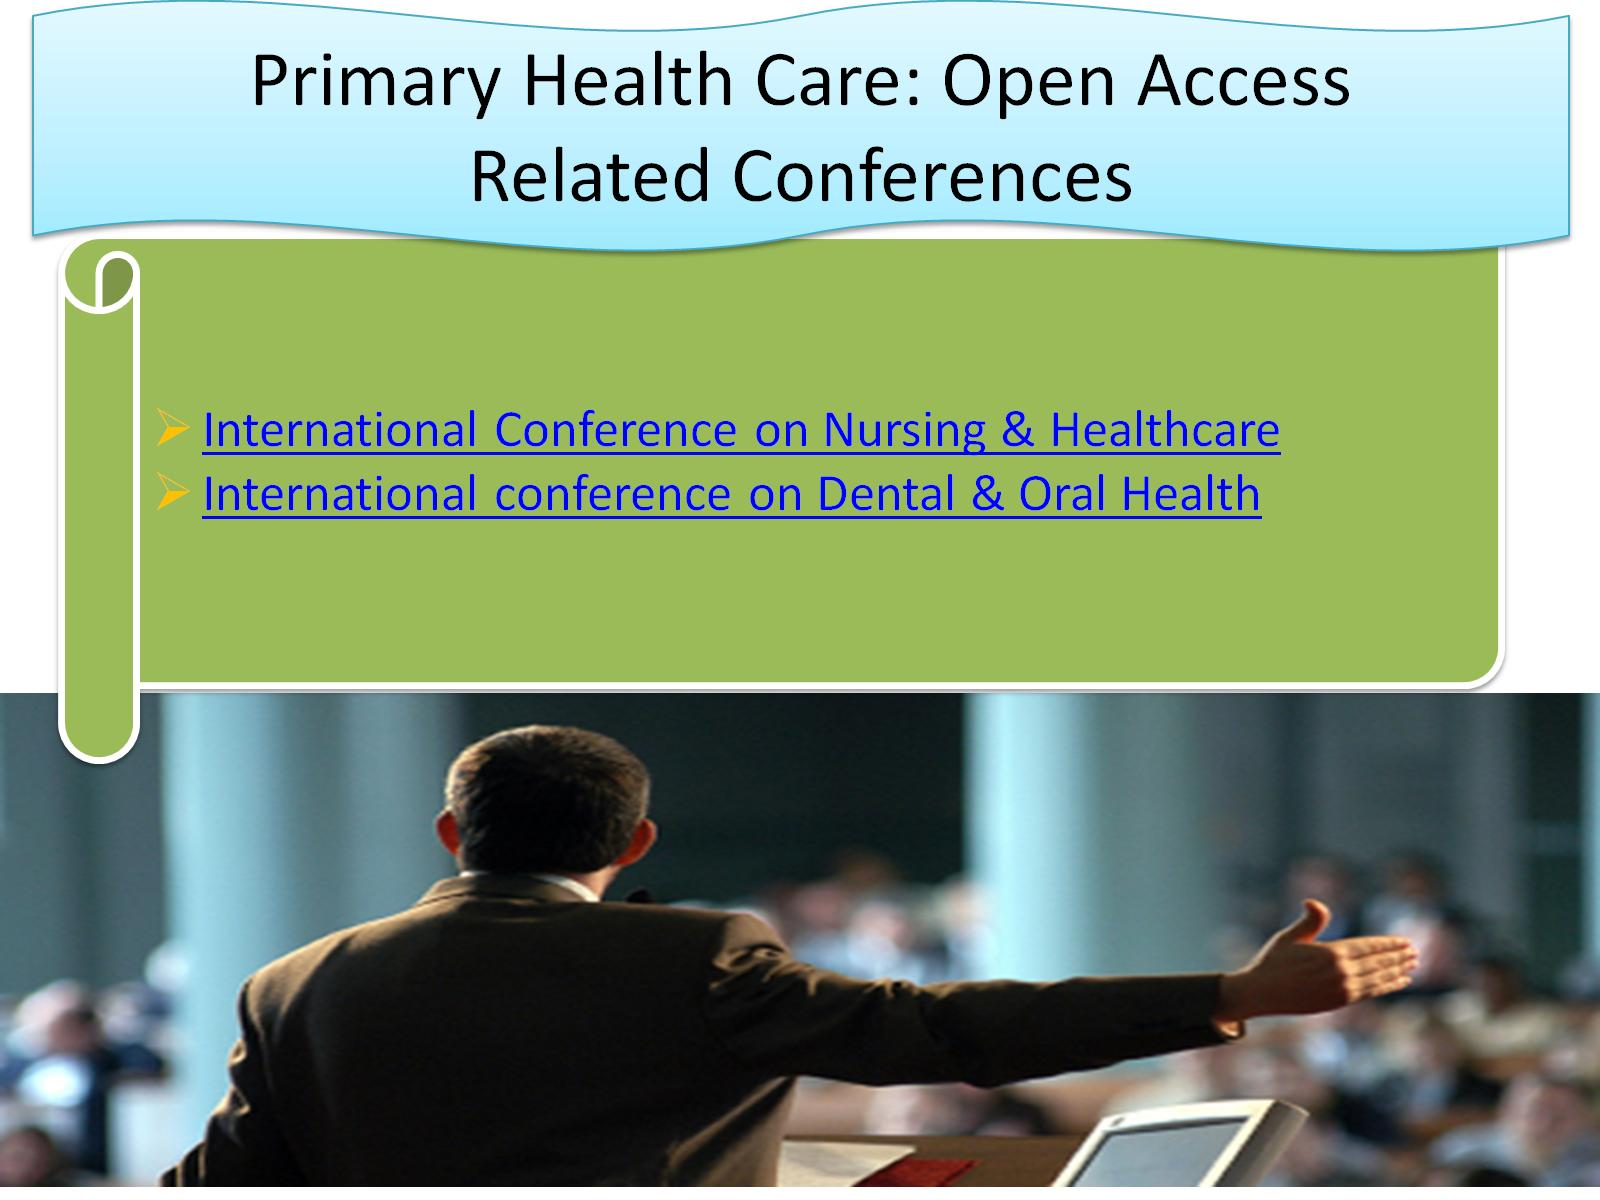 Primary Health Care: Open Access
Related Conferences
International Conference on Nursing & Healthcare
International conference on Dental & Oral Health